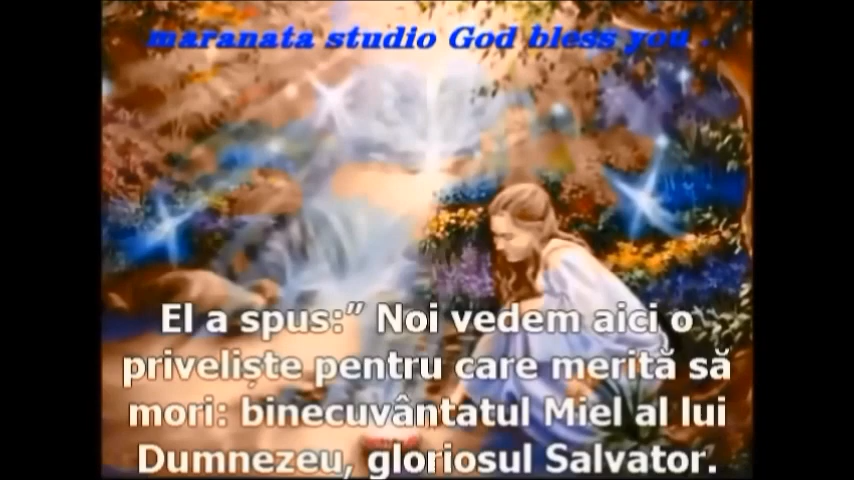 maranata studio God bless you .
El a spus:” Noi vedem aici o
priveliște pentru care merită să
mori: binecuvântatul Miel al lui
Dumnezeu, gloriosul Salvator.